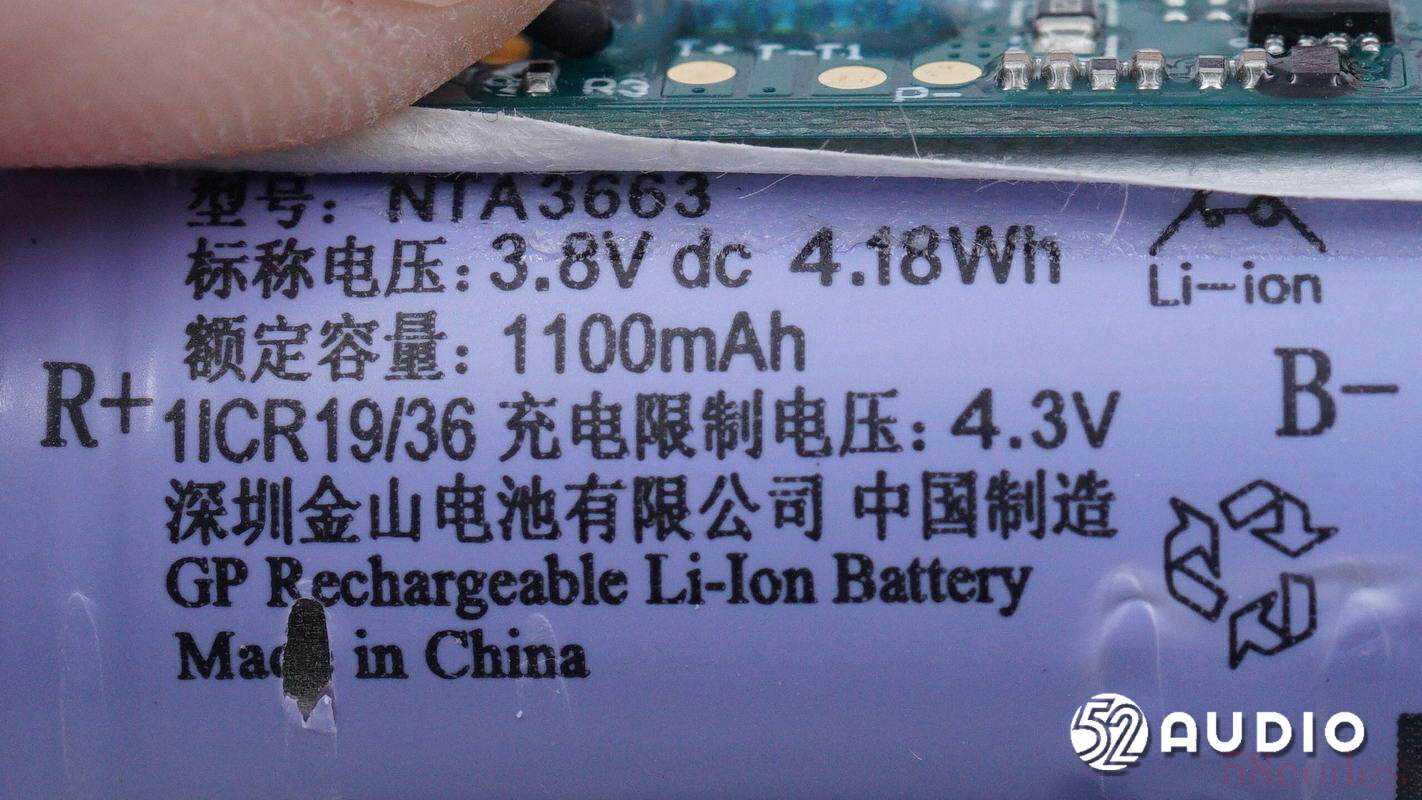 T+ T- T1
R3
P-
型号: NTA3663
标称电压: 3.8V dc 4.18Wh
Li-ion
额定容量: 1100mAh
R+
B-
1ICR19/36 充电限制电压: 4.3V
深圳金山电池有限公司 中国制造
GP Rechargeable Li-Ion Battery
Made in China
52 AUDIO